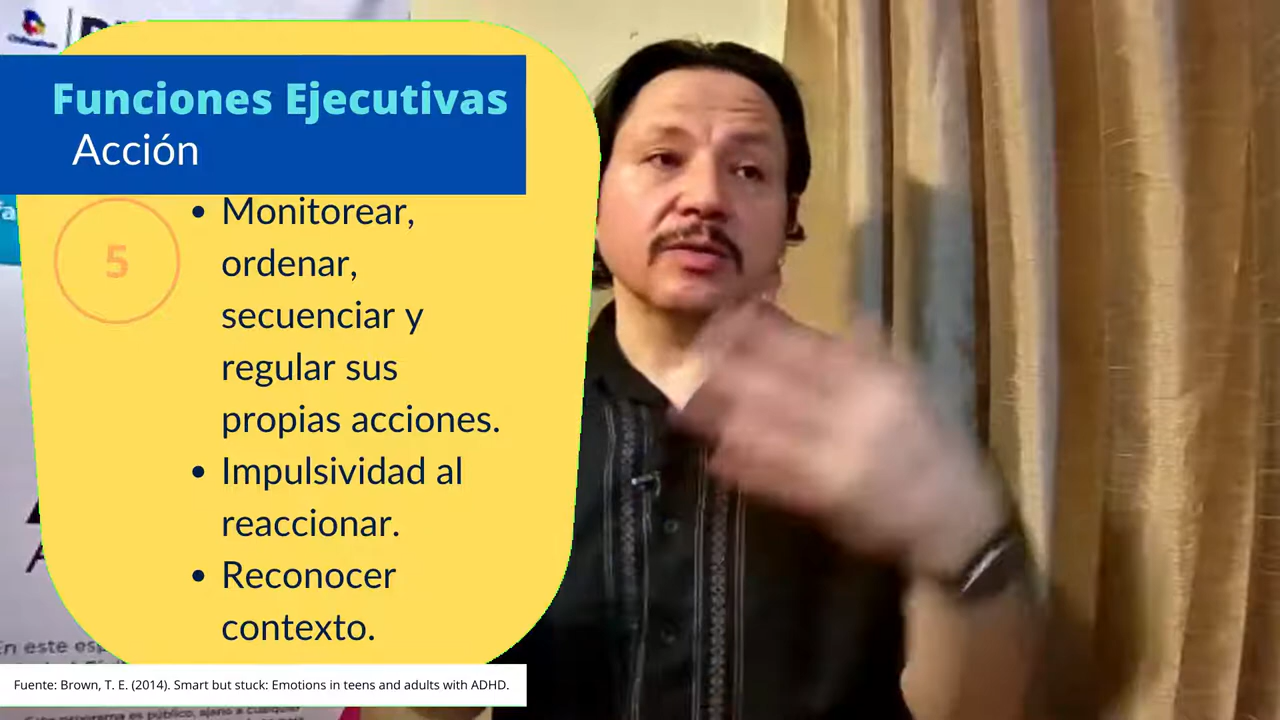 Funciones Ejecutivas
Acción
5
• Monitorear,
ordenar,
secuenciar y
regular sus
propias acciones.
• Impulsividad al
reaccionar.
• Reconocer
contexto.
En este
Fuente: Brown, T. E. (2014). Smart but stuck: Emotions in teens and adults with ADHD.